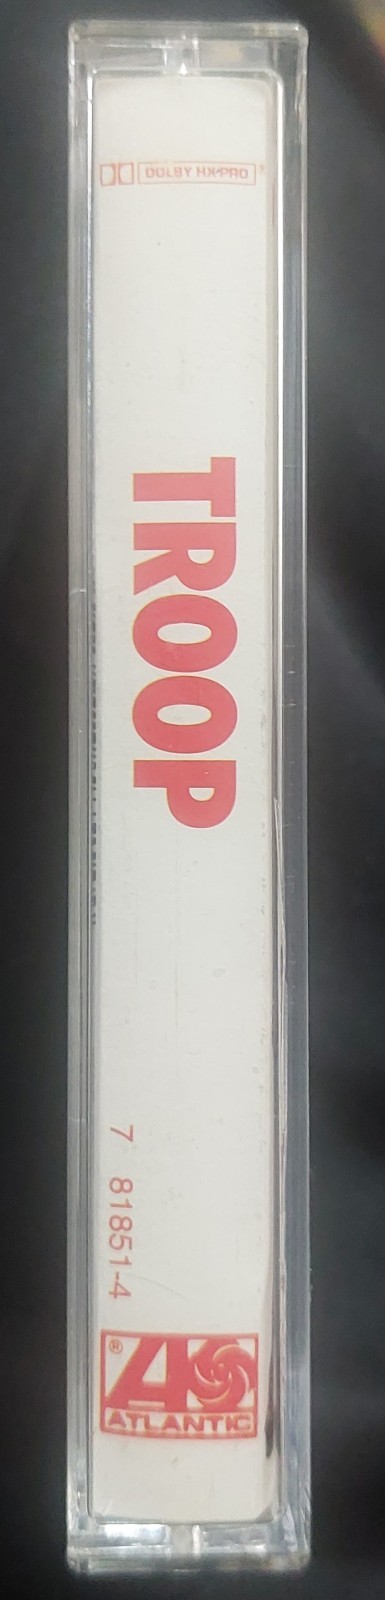 DOLBY HX PRO
TROOP
7 81851-4
®
ATLANTIC